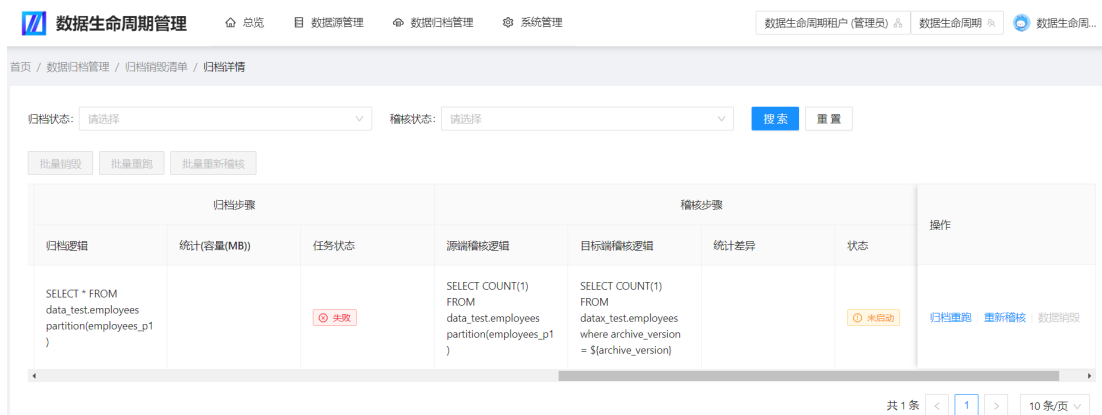 数据生命周期管理 总览 数据源管理 数据归档管理 系统管理 数据生命周期租户 (管理员) 数据生命周期 数据生命周...
首页 / 数据归档管理 / 归档销毁清单 / 归档详情
归档状态: 请选择 稽核状态: 请选择 搜索 重置
批量销毁 批量重跑 批量重新稽核
归档步骤 稽核步骤 操作
归档逻辑 统计(容量(MB)) 任务状态 源端稽核逻辑 目标端稽核逻辑 统计差异 状态
SELECT * FROM
data_test.employees
partition(employees_p1
)
失败
SELECT COUNT(1)
FROM
data_test.employees
partition(employees_p1
)
SELECT COUNT(1)
FROM
datax_test.employees
where archive_version
= ${archive_version}
未启动
归档重跑 重新稽核 数据销毁
共 1 条 < 1 > 10 条/页